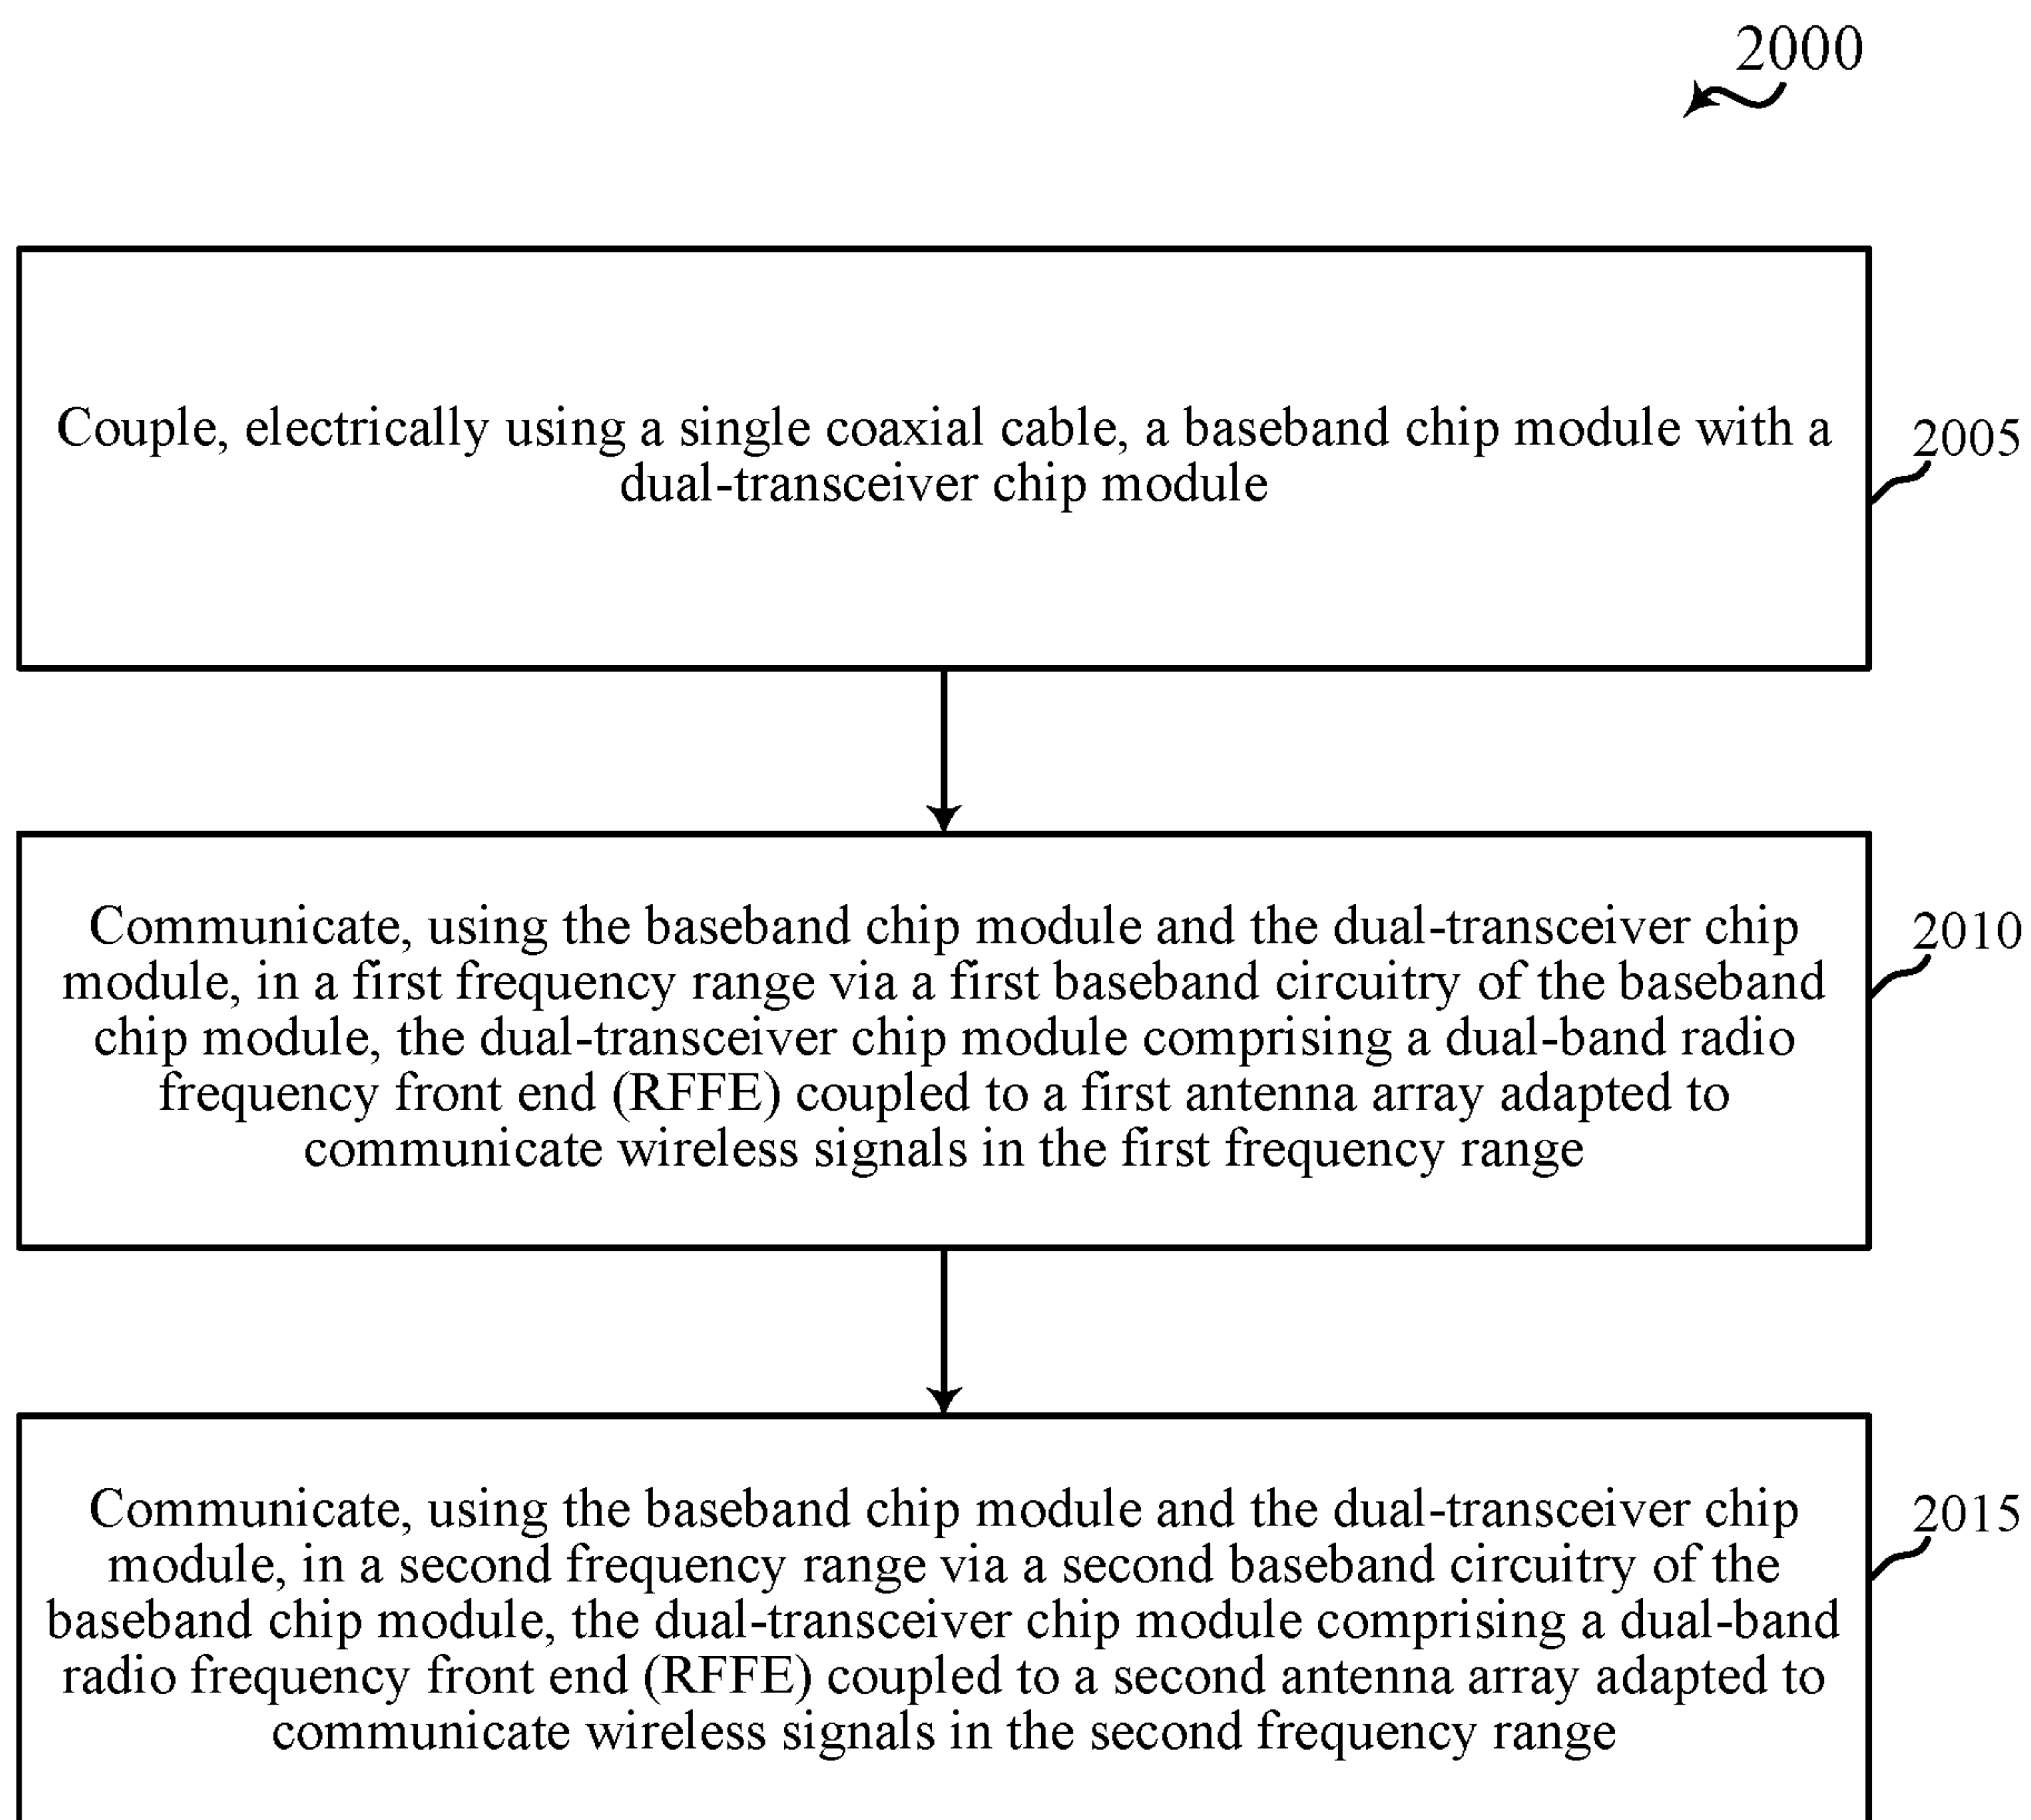 2000
Couple, electrically using a single coaxial cable, a baseband chip module with a
dual-transceiver chip module
2005
Communicate, using the baseband chip module and the dual-transceiver chip
module, in a first frequency range via a first baseband circuitry of the baseband
chip module, the dual-transceiver chip module comprising a dual-band radio
frequency front end (RFFE) coupled to a first antenna array adapted to
communicate wireless signals in the first frequency range
2010
Communicate, using the baseband chip module and the dual-transceiver chip
module, in a second frequency range via a second baseband circuitry of the
baseband chip module, the dual-transceiver chip module comprising a dual-band
radio frequency front end (RFFE) coupled to a second antenna array adapted to
communicate wireless signals in the second frequency range
2015